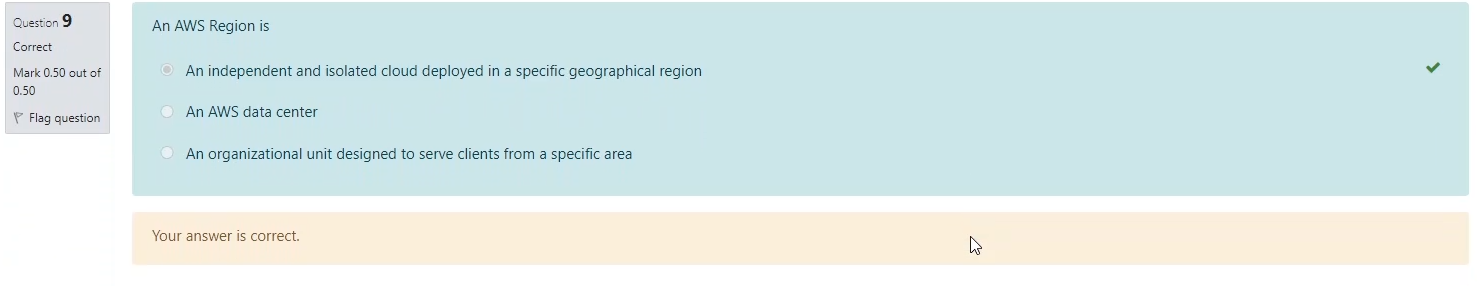 Question 9
Correct
Mark 0.50 out of
0.50
Flag question
An AWS Region is
An independent and isolated cloud deployed in a specific geographical region
An AWS data center
An organizational unit designed to serve clients from a specific area
Your answer is correct.